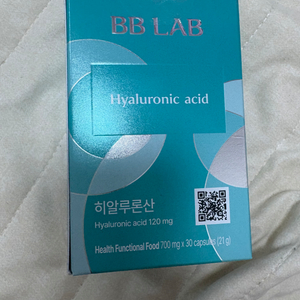 BB LAB
Hyaluronic acid
히알루론산
Hyaluronic acid 120 mg
Health Functional Food 700 mg x 30 capsules (21 g)